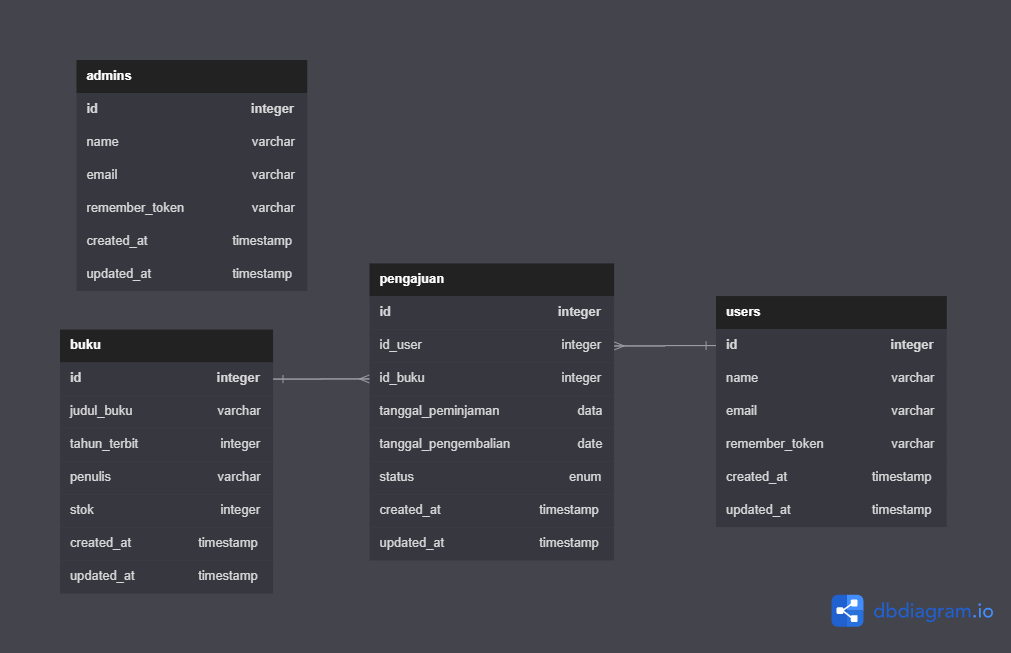 admins
id integer
name varchar
email varchar
remember_token varchar
created_at timestamp
updated_at timestamp
buku
id integer
judul_buku varchar
tahun_terbit integer
penulis varchar
stok integer
created_at timestamp
updated_at timestamp
pengajuan
id integer
id_user integer
id_buku integer
tanggal_peminjaman data
tanggal_pengembalian date
status enum
created_at timestamp
updated_at timestamp
users
id integer
name varchar
email varchar
remember_token varchar
created_at timestamp
updated_at timestamp
dbdiagram.io